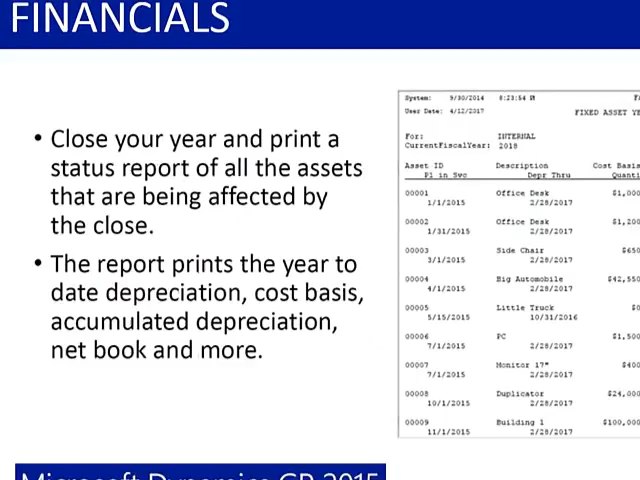 FINANCIALS
• Close your year and print a
status report of all the assets
that are being affected by
the close.
• The report prints the year to
date depreciation, cost basis,
accumulated depreciation,
net book and more.
System: 9/30/2014 8:23:54
User Date: 4/12/2017 FIXED ASSET YE
For: INTERNAL
CurrentFiscalYear: 2018
Asset ID Description Cost Basis
Pl in Svc Depr Thru Quanti
00001 Office Desk $1,000
1/1/2015 2/28/2017
00002 Office Desk $1,200
1/31/2015 2/28/2017
00003 Side Chair $650
3/1/2015 2/28/2017
00004 Big Automobile $42,550
4/1/2015 2/28/2017
00005 Little Truck $0
5/15/2015 10/31/2016
00006 PC $1,500
7/1/2015 2/28/2017
00007 Monitor 17" $400
7/1/2015 2/28/2017
00008 Duplicator $24,000
10/1/2015 2/28/2017
00009 Building 1 $100,000
11/1/2015 2/28/2017
Microsoft Dynamics GP 2015